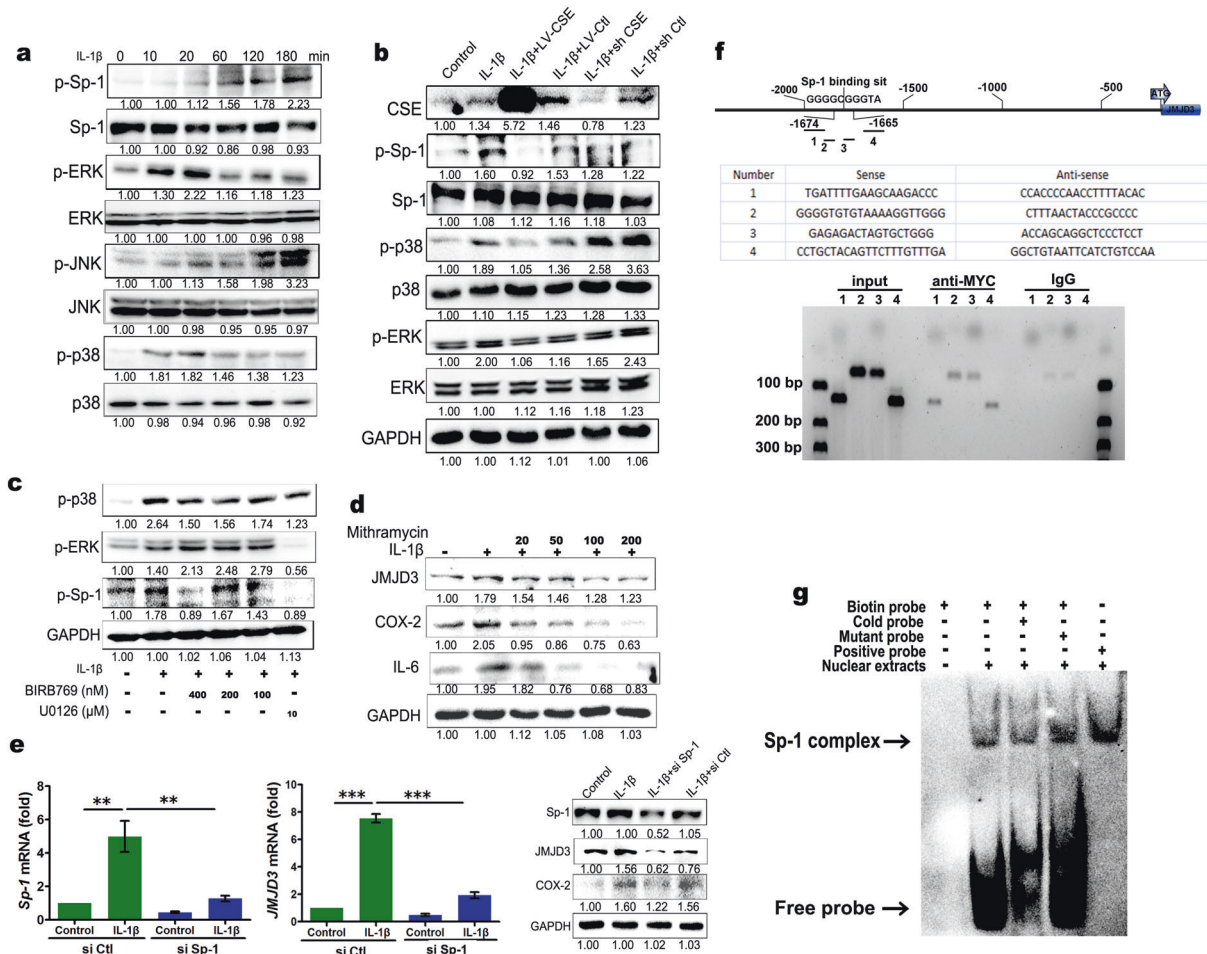 a
IL-1β 0 10 20 60 120 180 min
p-Sp-1
1.00 1.00 1.12 1.56 1.78 2.23
Sp-1
1.00 1.00 0.92 0.86 0.98 0.93
p-ERK
1.00 1.30 2.22 1.16 1.18 1.23
ERK
1.00 1.00 1.00 1.00 0.96 0.98
p-JNK
1.00 1.00 1.13 1.58 1.98 3.23
JNK
1.00 1.00 0.98 0.95 0.95 0.97
p-p38
1.00 1.81 1.82 1.46 1.38 1.23
p38
1.00 0.98 0.94 0.96 0.98 0.92
b
Control IL-1β IL-1β+LV-CSE IL-1β+LV-Ctl IL-1β+sh CSE IL-1β+sh Ctl
CSE
1.00 1.34 5.72 1.46 0.78 1.23
p-Sp-1
1.00 1.60 0.92 1.53 1.28 1.22
Sp-1
1.00 1.08 1.12 1.16 1.18 1.03
p-p38
1.00 1.89 1.05 1.36 2.58 3.63
p38
1.00 1.10 1.15 1.23 1.28 1.33
p-ERK
1.00 2.00 1.06 1.16 1.65 2.43
ERK
1.00 1.00 1.12 1.16 1.18 1.23
GAPDH
1.00 1.00 1.12 1.01 1.00 1.06
c
p-p38
1.00 2.64 1.50 1.56 1.74 1.23
p-ERK
1.00 1.40 2.13 2.48 2.79 0.56
p-Sp-1
1.00 1.78 0.89 1.67 1.43 0.89
GAPDH
1.00 1.00 1.02 1.06 1.04 1.13
IL-1β - + + + + +
BIRB769 (nM) - - 400 200 100 -
U0126 (μM) - - - - - 10
d
Mithramycin 20 50 100 200
IL-1β - + + + + +
JMJD3
1.00 1.79 1.54 1.46 1.28 1.23
COX-2
1.00 2.05 0.95 0.86 0.75 0.63
IL-6
1.00 1.95 1.82 0.76 0.68 0.83
GAPDH
1.00 1.00 1.12 1.05 1.08 1.03
e
Sp-1 mRNA (fold)
8
6
4
2
0
** **
Control IL-1β Control IL-1β
si Ctl si Sp-1
JMJD3 mRNA (fold)
10
8
6
4
2
0
*** ***
Control IL-1β Control IL-1β
si Ctl si Sp-1
Control IL-1β IL-1β+si Sp-1 IL-1β+si Ctl
Sp-1
1.00 1.00 0.52 1.05
JMJD3
1.00 1.56 0.62 0.76
COX-2
1.00 1.60 1.22 1.56
GAPDH
1.00 1.00 1.02 1.03
f
Sp-1 binding sit
GGGGCGGGTA
-2000 -1500 -1000 -500 ATG
JMJD3
-1674 -1665
1 2 3 4
Number Sense Anti-sense
1 TGATTTTGAAGCAAGACCC CCACCCCAACCTTTTACAC
2 GGGGTGTGTAAAAGGTTGGG CTTTAACTACCCGCCCC
3 GAGAGACTAGTGCTGGG ACCAGCAGGCTCCCTCCT
4 CCTGCTACAGTTCTTTGTTTGA GGCTGTAATTCATCTGTCCAA
input anti-MYC IgG
1 2 3 4 1 2 3 4 1 2 3 4
100 bp
200 bp
300 bp
g
Biotin probe + + + + -
Cold probe - - + - -
Mutant probe - - - + -
Positive probe - - - - +
Nuclear extracts - + + + +
Sp-1 complex
Free probe